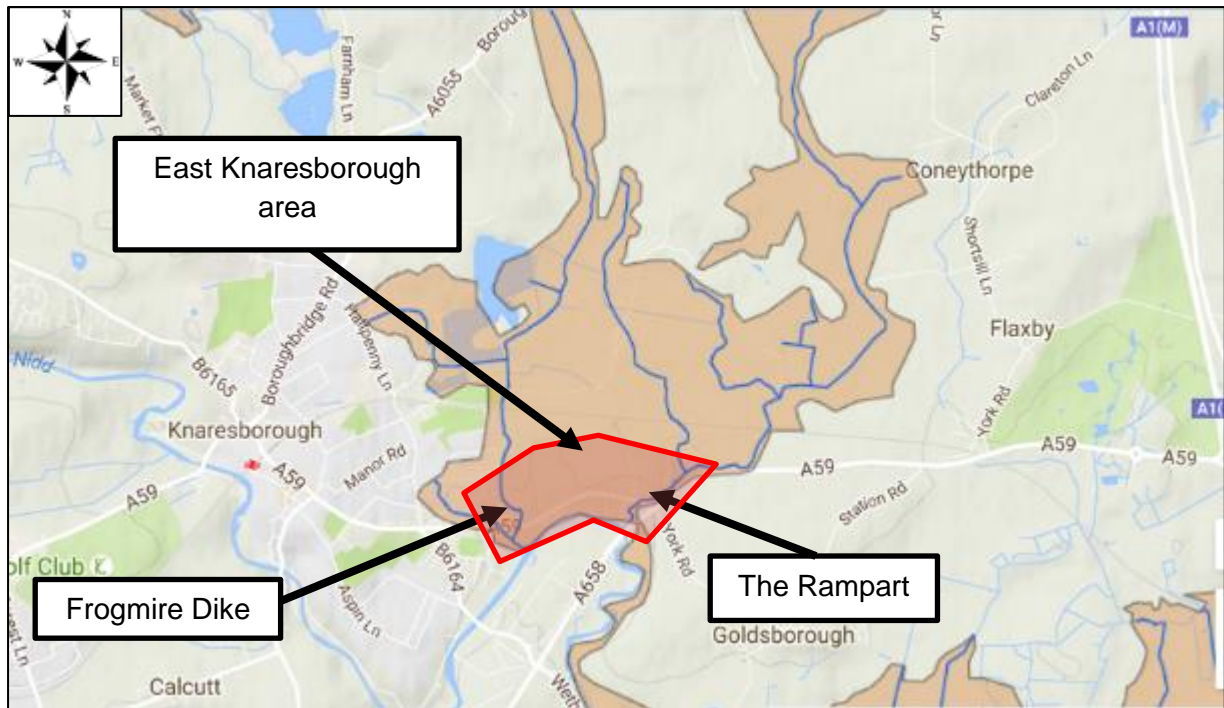 N
W
E
S
East Knaresborough
area
Frogmire Dike
The Rampart
Farnham Ln
A6055
A1(M)
Clareton Ln
Coneythorpe
Shortsill Ln
Flaxby
York Rd
A59
A59
A59
Station Rd
York Rd
Goldsborough
A658
B6164
Aspin Ln
Calcutt
A59
A59
Manor Rd
Knaresborough
Nidd
B6165
Boroughbridge Rd
Halfpenny Ln